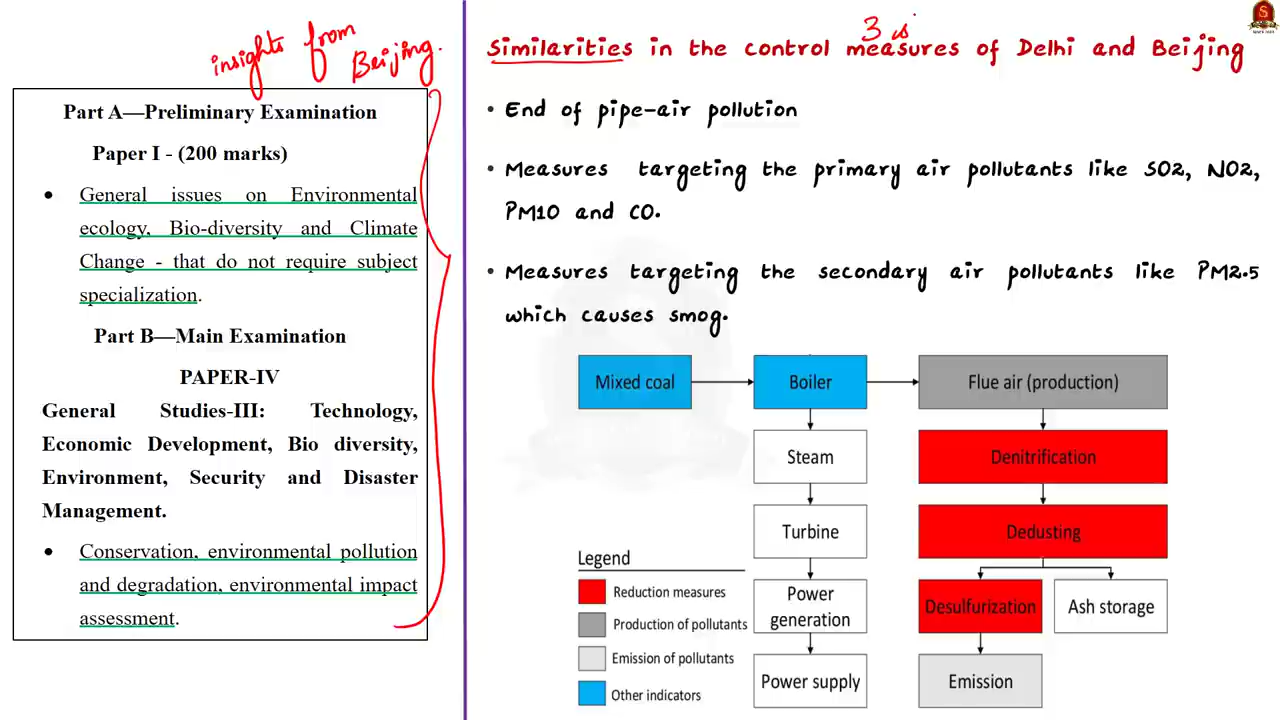 insights from
Beijing.
Part A—Preliminary Examination
Paper I - (200 marks)
• General issues on Environmental
ecology, Bio-diversity and Climate
Change - that do not require subject
specialization.
Part B—Main Examination
PAPER-IV
General Studies-III: Technology,
Economic Development, Bio diversity,
Environment, Security and Disaster
Management.
• Conservation, environmental pollution
and degradation, environmental impact
assessment.
3
Similarities in the control measures of Delhi and Beijing
• End of pipe-air pollution
• Measures targeting the primary air pollutants like SO2, NO2,
PM10 and CO.
• Measures targeting the secondary air pollutants like PM2.5
which causes smog.
Mixed coal
Boiler
Flue air (production)
Steam
Denitrification
Turbine
Dedusting
Power
generation
Desulfurization
Ash storage
Power supply
Emission
Legend
Reduction measures
Production of pollutants
Emission of pollutants
Other indicators